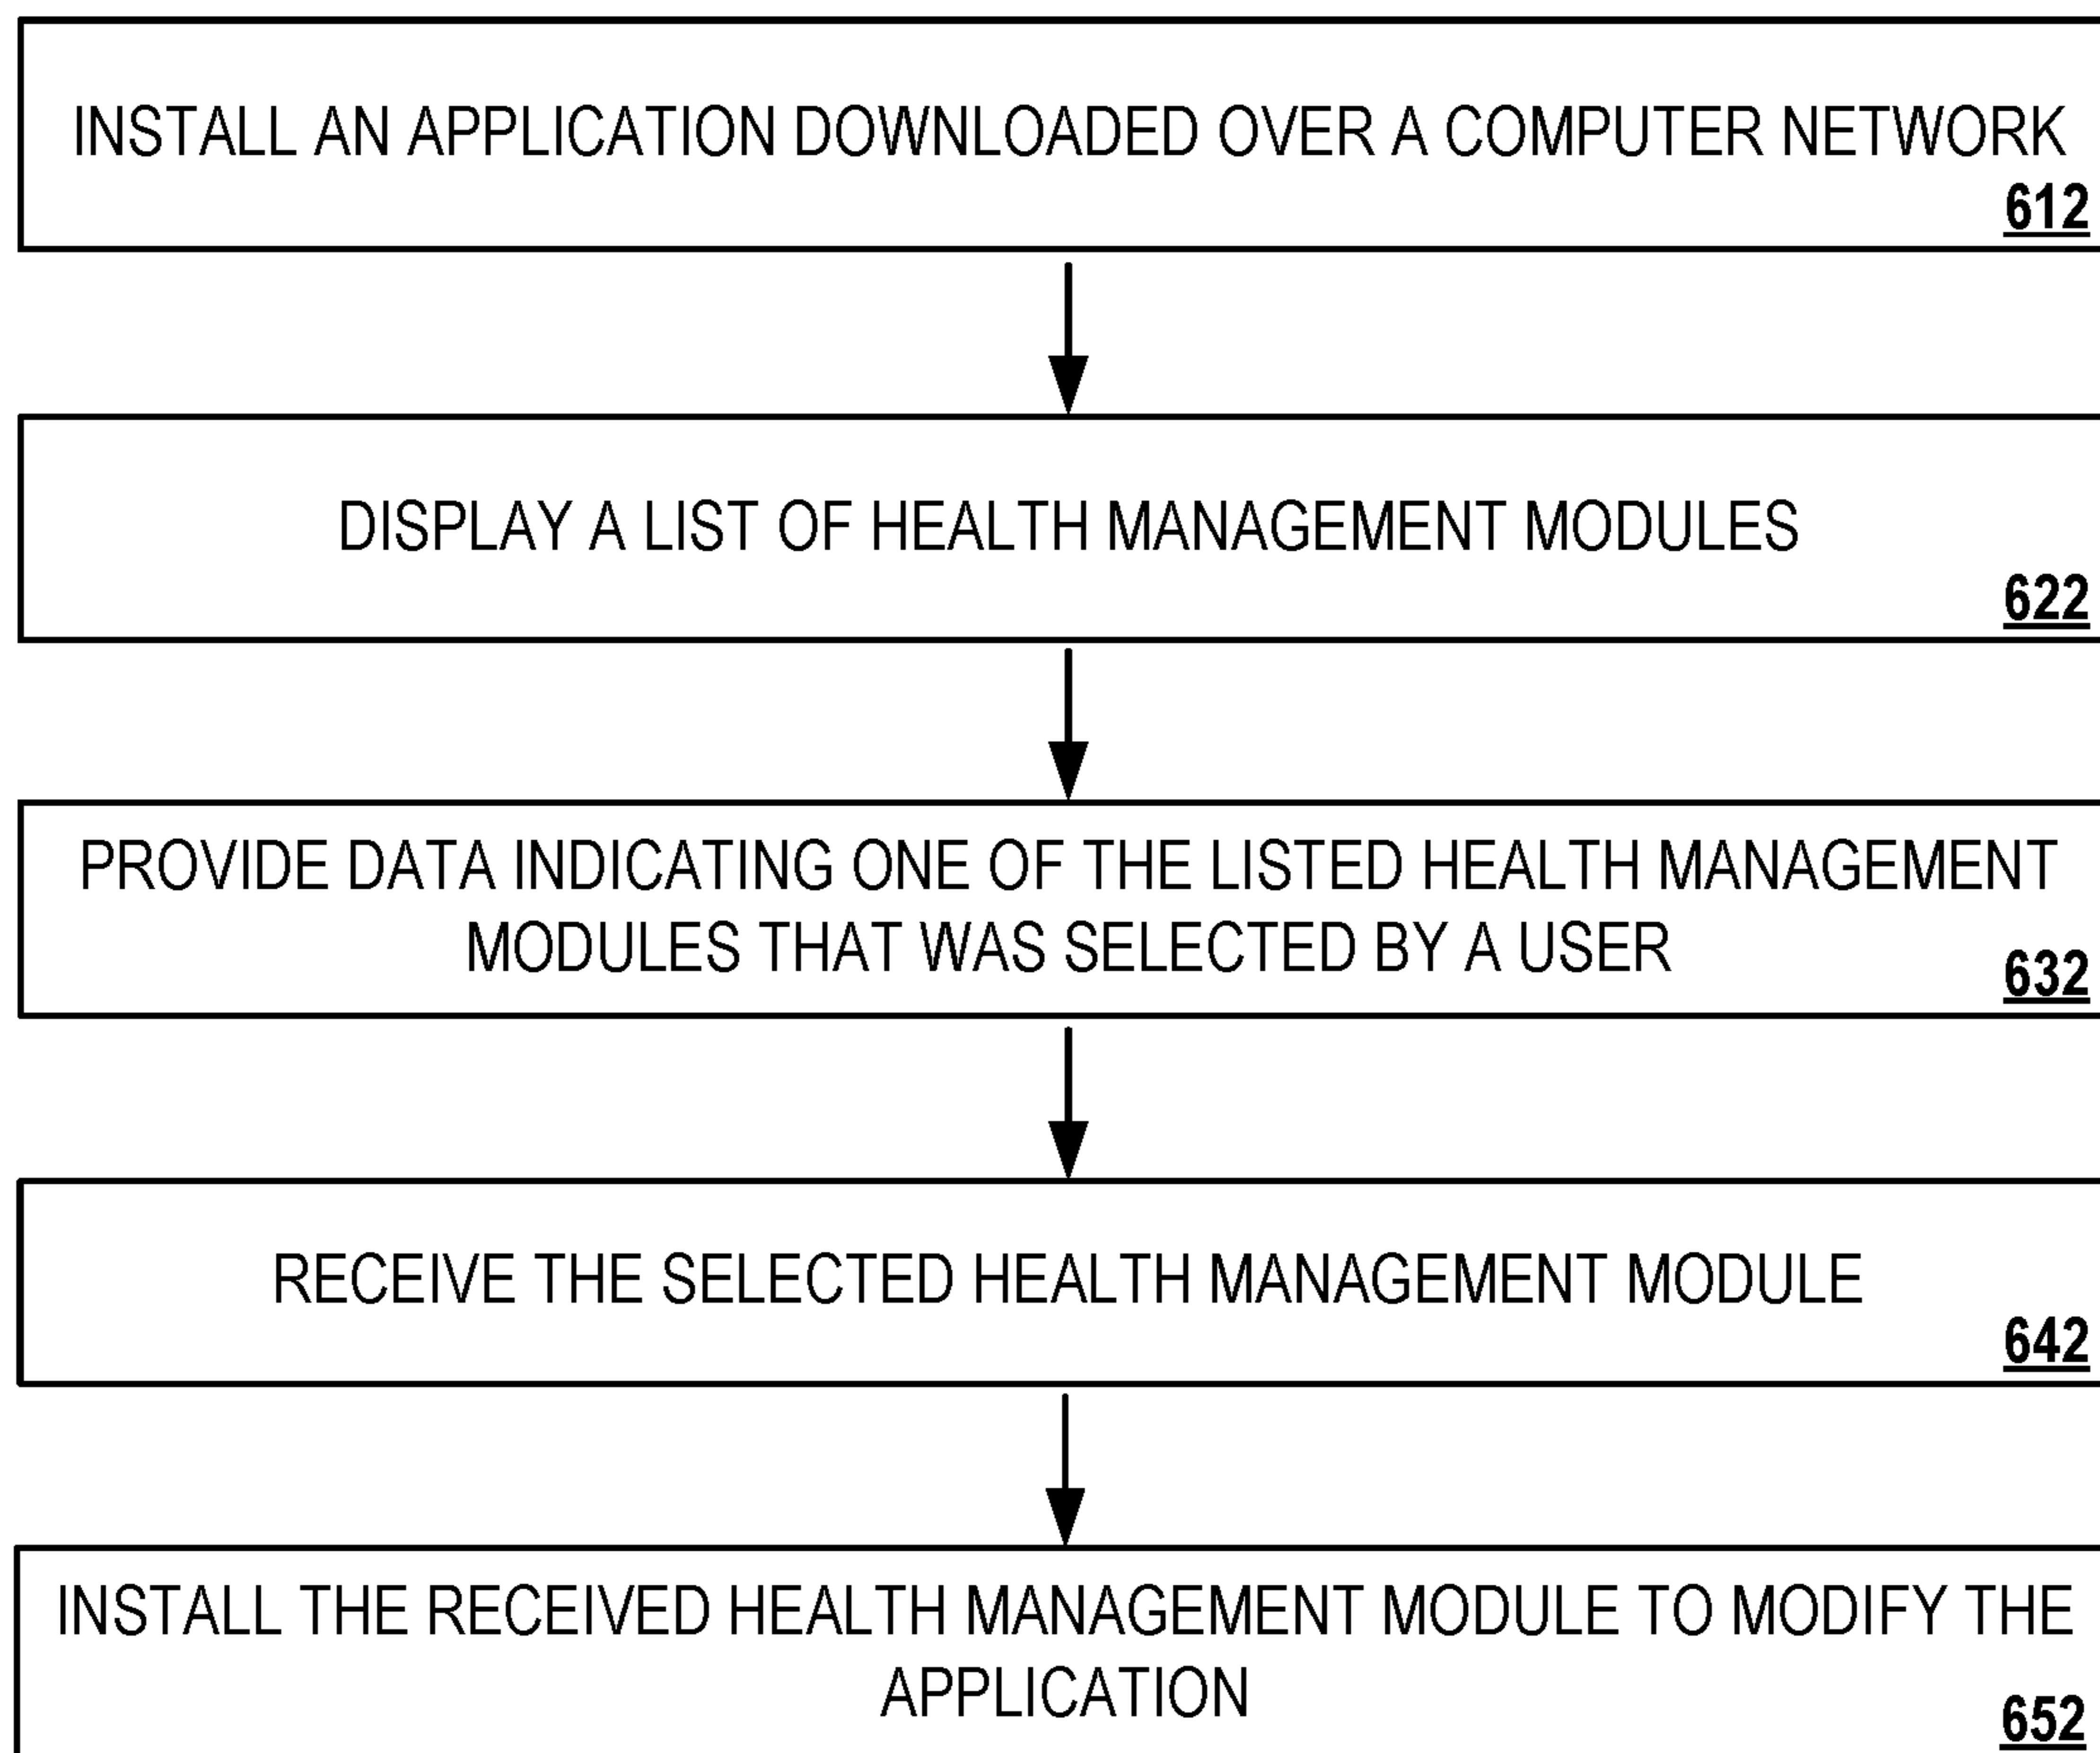 INSTALL AN APPLICATION DOWNLOADED OVER A COMPUTER NETWORK
612
DISPLAY A LIST OF HEALTH MANAGEMENT MODULES
622
PROVIDE DATA INDICATING ONE OF THE LISTED HEALTH MANAGEMENT
MODULES THAT WAS SELECTED BY A USER
632
RECEIVE THE SELECTED HEALTH MANAGEMENT MODULE
642
INSTALL THE RECEIVED HEALTH MANAGEMENT MODULE TO MODIFY THE
APPLICATION
652